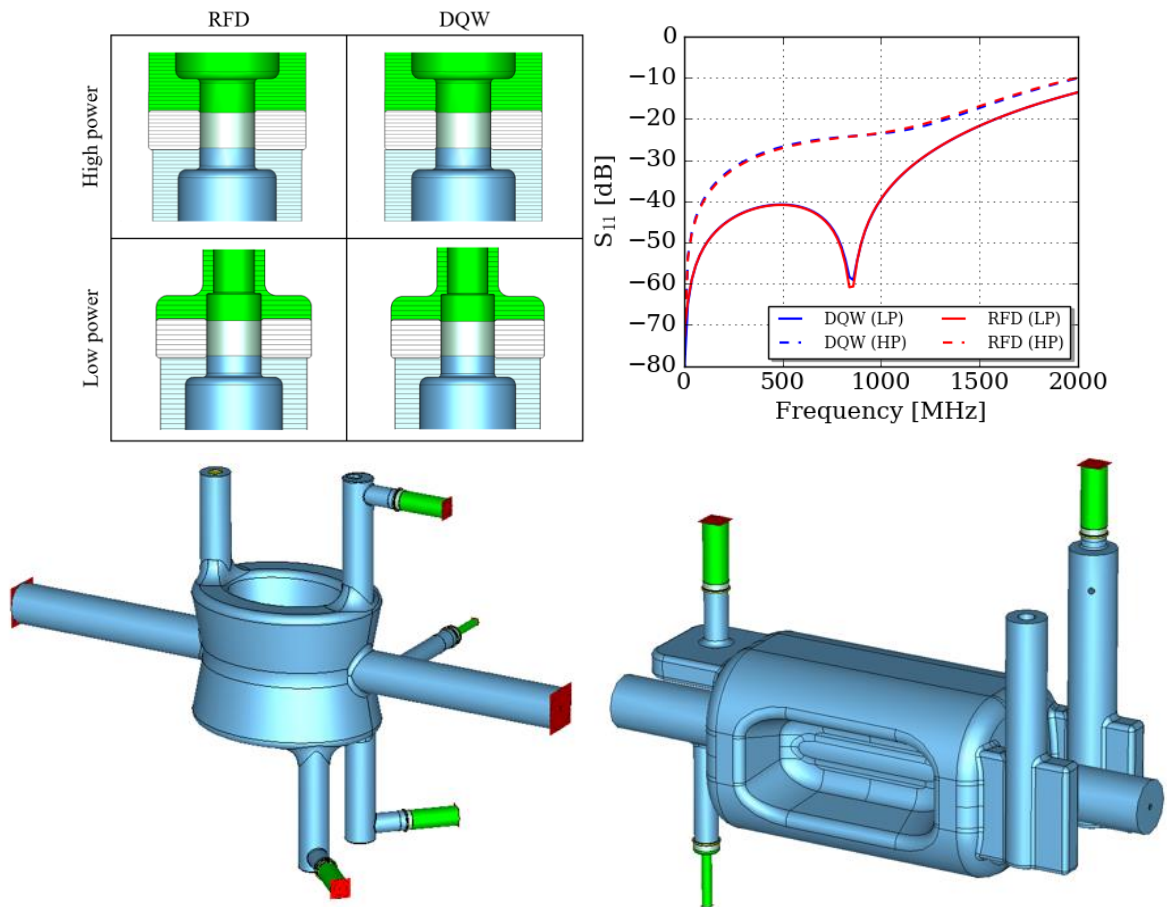 RFD
DQW
High power
Low power
0
−10
−20
−30
−40
−50
−60
−70
−80
S11 [dB]
DQW (LP)
DQW (HP)
RFD (LP)
RFD (HP)
0
500
1000
1500
2000
Frequency [MHz]